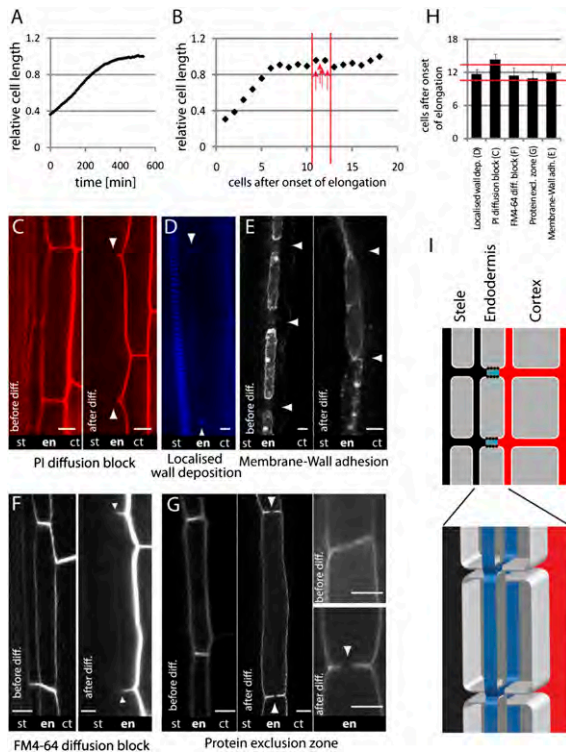 A
relative cell length
1.2
0.8
0.4
0
0 200 400 600
time [min]
B
relative cell length
1.2
0.8
0.4
0
0 5 10 15 20
cells after onset of elongation
H
cells after onset
of elongation
18
12
6
0
Localised wall dep. (D)
PI diffusion block (C)
FM4-64 diff. block (F)
Protein excl. zone (G)
Membrane-Wall adh. (E)
C
before diff.
after diff.
st en ct
st en ct
PI diffusion block
D
st en ct
Localised
wall deposition
E
before diff.
after diff.
st en ct
st en ct
Membrane-Wall adhesion
I
Stele
Endodermis
Cortex
F
before diff.
after diff.
st en ct
st en ct
FM4-64 diffusion block
G
before diff.
after diff.
before diff.
after diff.
st en ct
st en ct
en
Protein exclusion zone